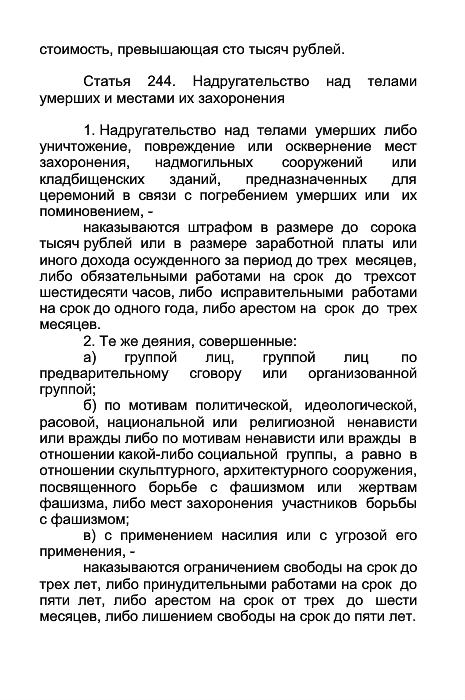 стоимость, превышающая сто тысяч рублей.
Статья 244. Надругательство над телами
умерших и местами их захоронения
1. Надругательство над телами умерших либо
уничтожение, повреждение или осквернение мест
захоронения, надмогильных сооружений или
кладбищенских зданий, предназначенных для
церемоний в связи с погребением умерших или их
поминовением, -
наказываются штрафом в размере до сорока
тысяч рублей или в размере заработной платы или
иного дохода осужденного за период до трех месяцев,
либо обязательными работами на срок до трехсот
шестидесяти часов, либо исправительными работами
на срок до одного года, либо арестом на срок до трех
месяцев.
2. Те же деяния, совершенные:
а) группой лиц, группой лиц по
предварительному сговору или организованной
группой;
б) по мотивам политической, идеологической,
расовой, национальной или религиозной ненависти
или вражды либо по мотивам ненависти или вражды в
отношении какой-либо социальной группы, а равно в
отношении скульптурного, архитектурного сооружения,
посвященного борьбе с фашизмом или жертвам
фашизма, либо мест захоронения участников борьбы
с фашизмом;
в) с применением насилия или с угрозой его
применения, -
наказываются ограничением свободы на срок до
трех лет, либо принудительными работами на срок до
пяти лет, либо арестом на срок от трех до шести
месяцев, либо лишением свободы на срок до пяти лет.